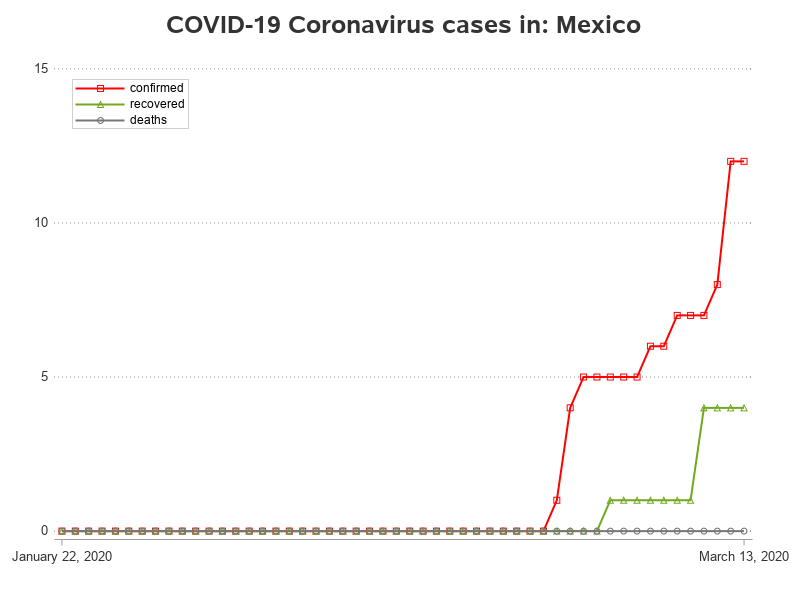 COVID-19 Coronavirus cases in: Mexico
15
confirmed
recovered
deaths
10
5
0
January 22, 2020 March 13, 2020